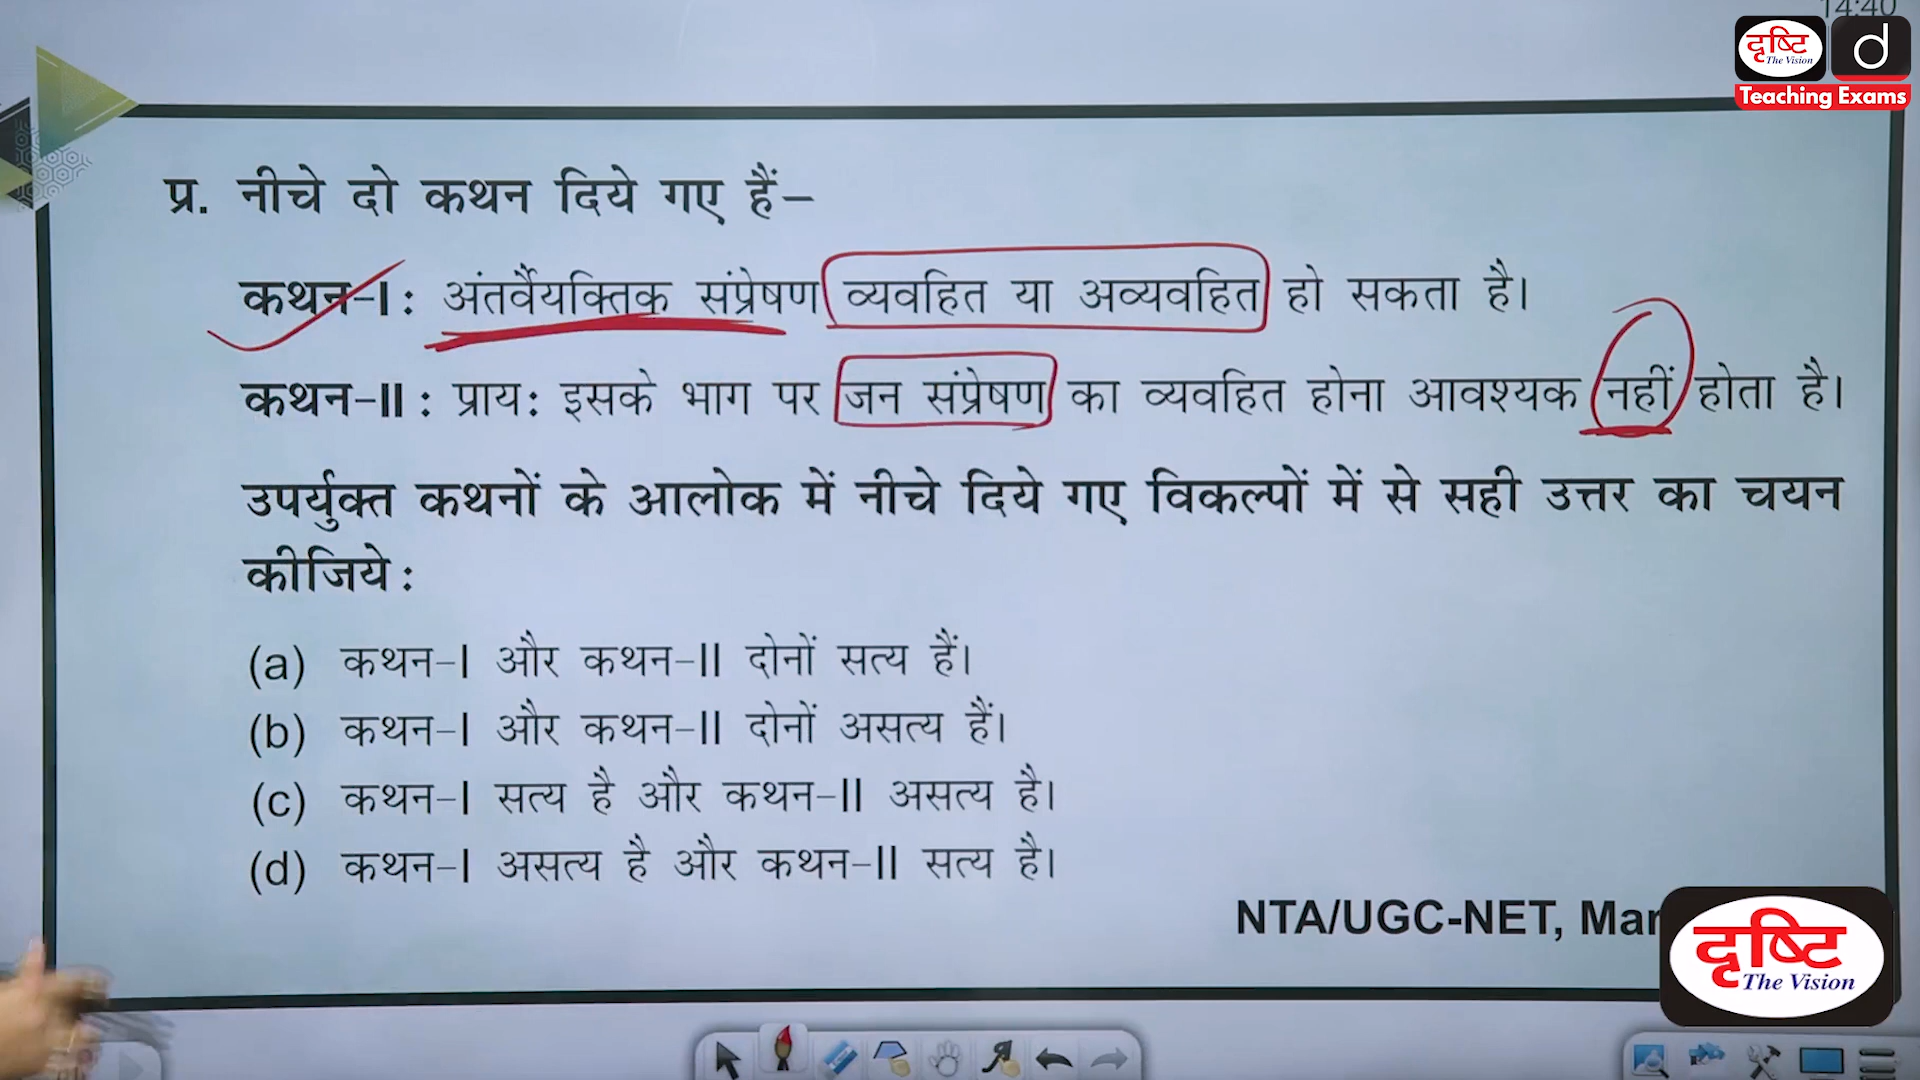 14:40
दृष्टि
The Vision
d
Teaching Exams
प्र. नीचे दो कथन दिये गए हैं–
कथन-I: अंतर्वैयक्तिक संप्रेषण व्यवहित या अव्यवहित हो सकता है।
कथन-II: प्रायः इसके भाग पर जन संप्रेषण का व्यवहित होना आवश्यक नहीं होता है।
उपर्युक्त कथनों के आलोक में नीचे दिये गए विकल्पों में से सही उत्तर का चयन
कीजिये:
(a) कथन-I और कथन-II दोनों सत्य हैं।
(b) कथन-I और कथन-II दोनों असत्य हैं।
(c) कथन-I सत्य है और कथन-II असत्य है।
(d) कथन-I असत्य है और कथन-II सत्य है।
NTA/UGC-NET, Mar
दृष्टि
The Vision